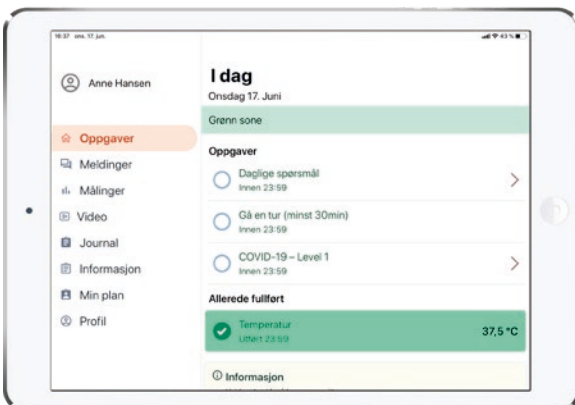 16:37 ons. 17. jun.
43 %
Anne Hansen
Oppgaver
Meldinger
Målinger
Video
Journal
Informasjon
Min plan
Profil
I dag
Onsdag 17. Juni
Grønn sone
Oppgaver
Daglige spørsmål
Innen 23:59
Gå en tur (minst 30min)
Innen 23:59
COVID-19 – Level 1
Innen 23:59
Allerede fullført
Temperatur
Utført 23:59
37,5 °C
Informasjon